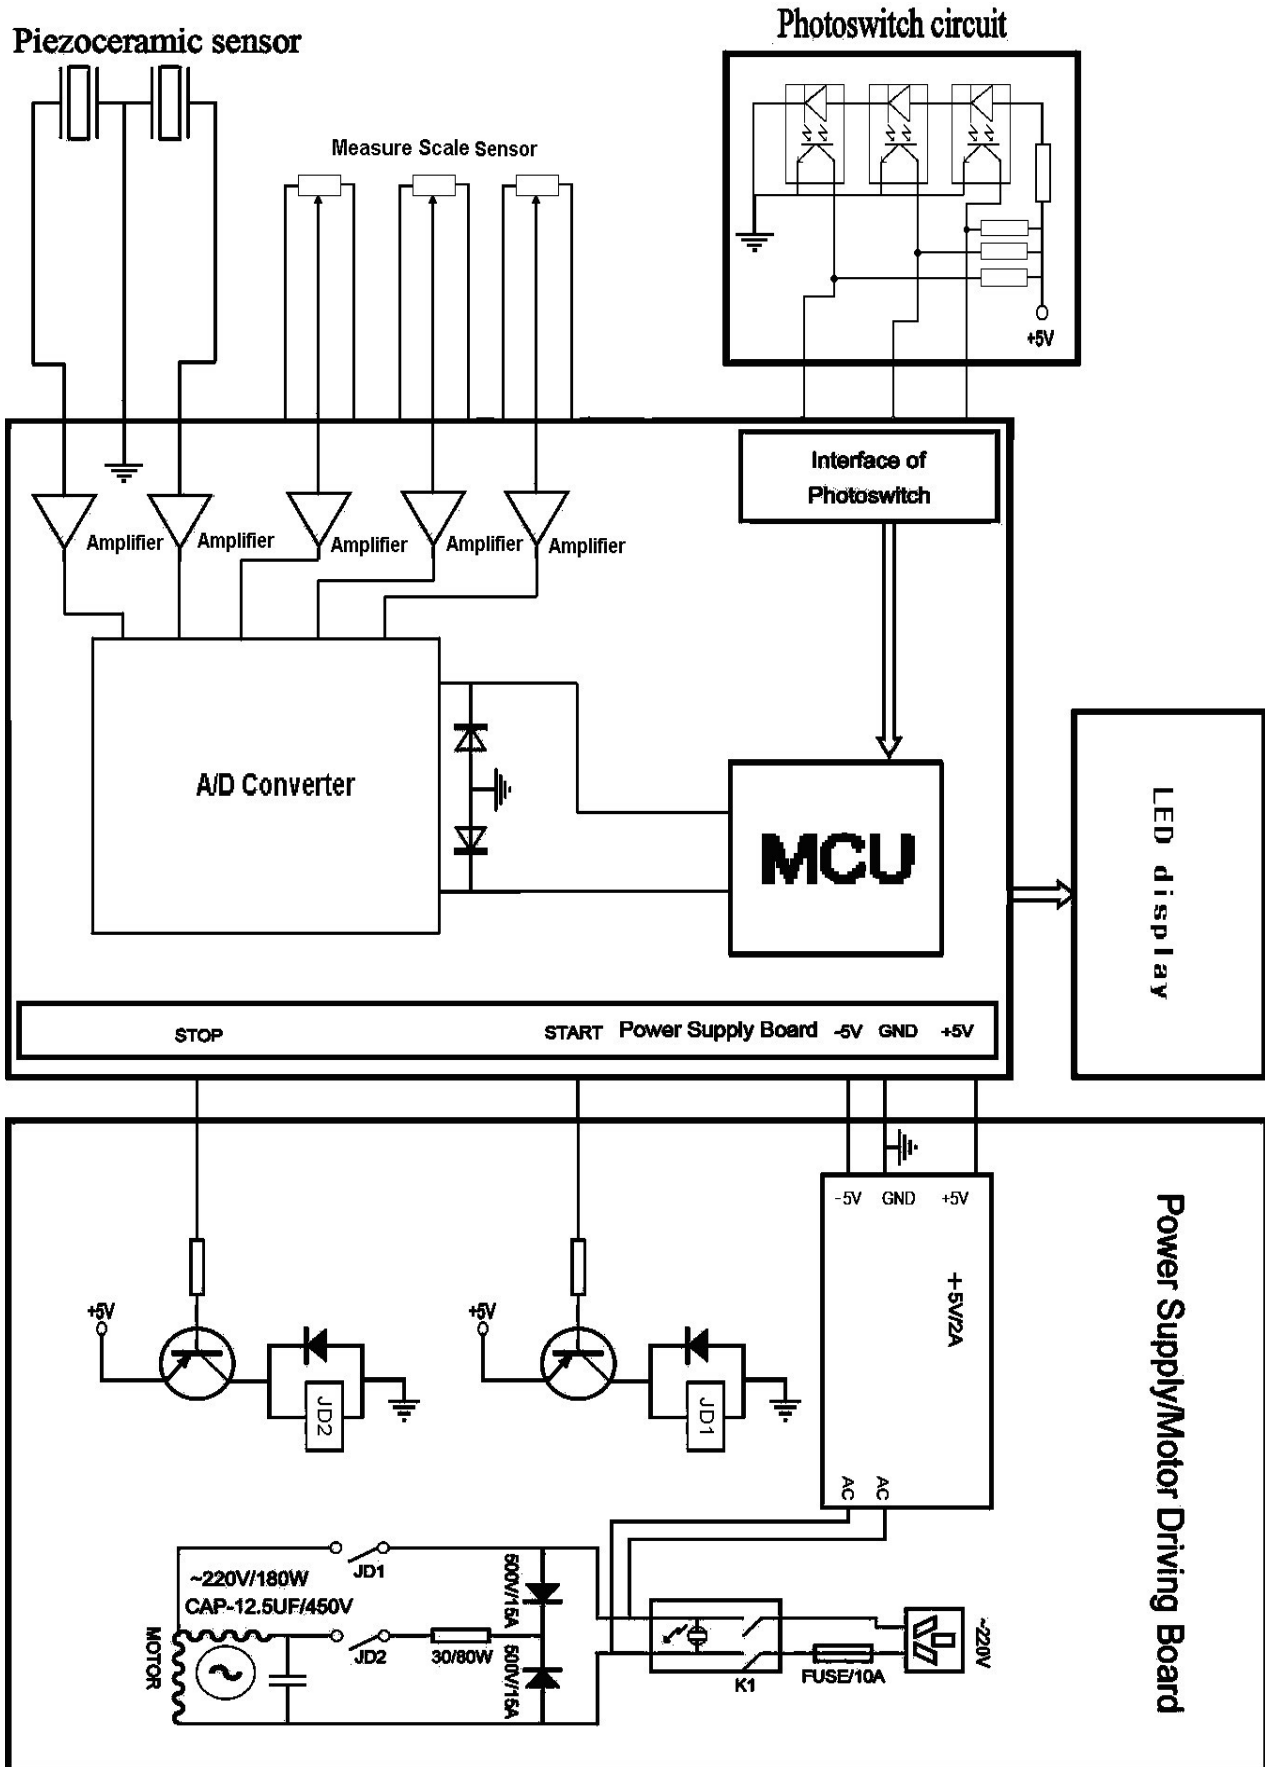 Piezoceramic sensor
Photoswitch circuit
Measure Scale Sensor
+5V
Interface of
Photoswitch
Amplifier
Amplifier
Amplifier
Amplifier
Amplifier
A/D Converter
MCU
LED display
STOP
START
Power Supply Board
-5V
GND
+5V
-5V
GND
+5V
+5V/2A
AC
AC
Power Supply/Motor Driving Board
+5V
JD2
+5V
JD1
JD1
~220V/180W
CAP-12.5UF/450V
500V/15A
MOTOR
JD2
30/80W
500V/15A
K1
FUSE/10A
~220V